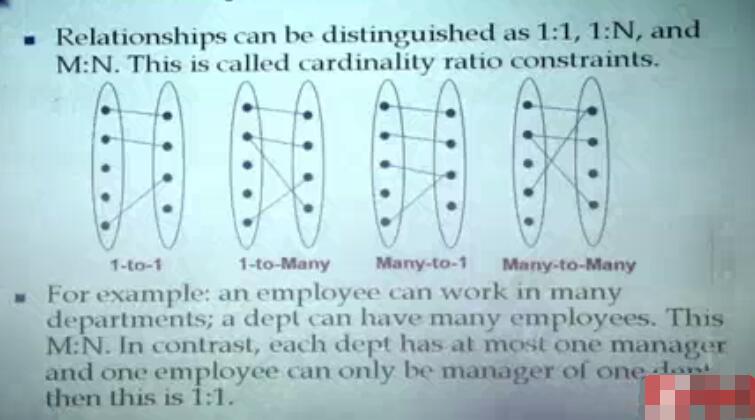 Relationships can be distinguished as 1:1, 1:N, and
M:N. This is called cardinality ratio constraints.
1-to-1 1-to-Many Many-to-1 Many-to-Many
For example: an employee can work in many
departments; a dept can have many employees. This
M:N. In contrast, each dept has at most one manager
and one employee can only be manager of one
then this is 1:1.